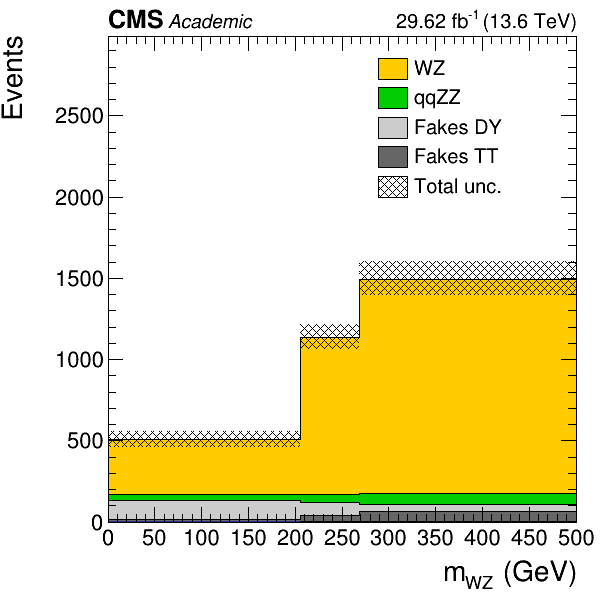 CMS Academic 29.62 fb⁻¹ (13.6 TeV)
Events
WZ
qqZZ
Fakes DY
Fakes TT
Total unc.
2500
2000
1500
1000
500
0
0 50 100 150 200 250 300 350 400 450 500
m_WZ (GeV)